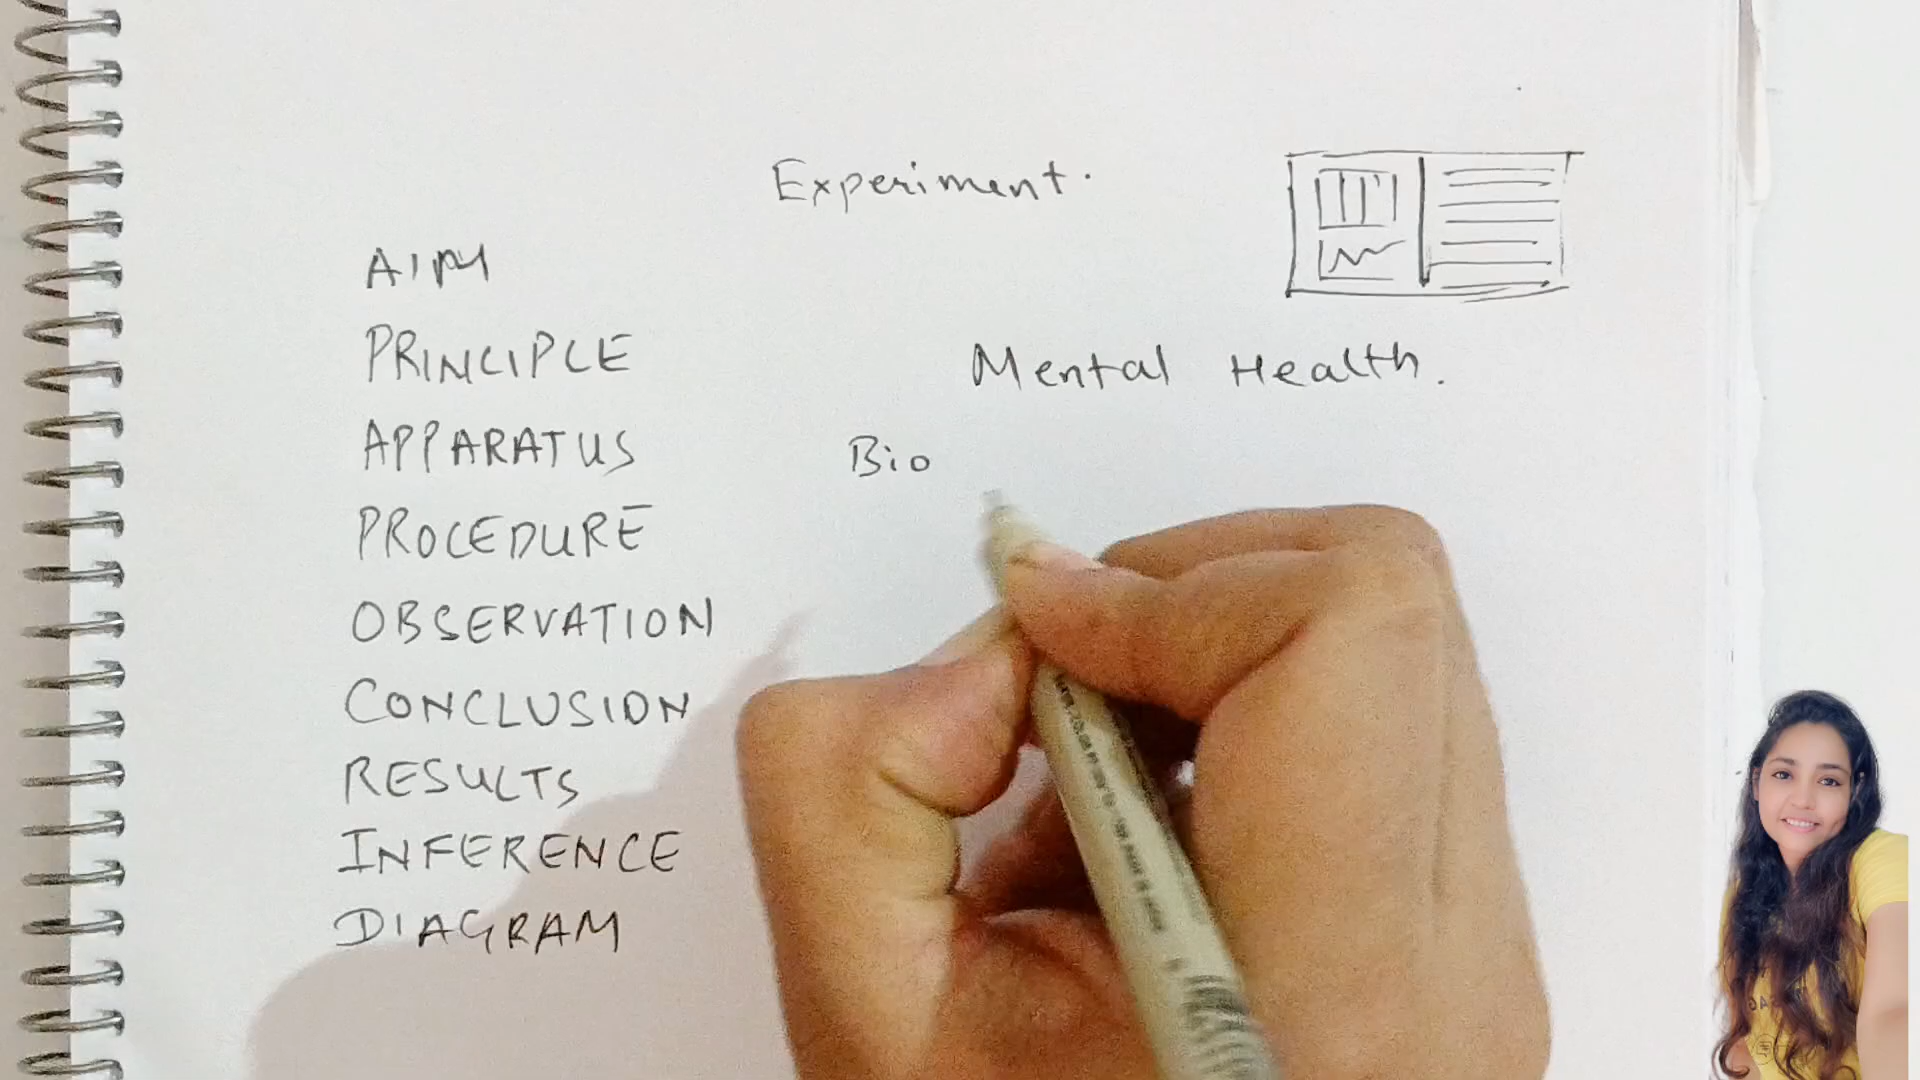 Experiment.
AIM
PRINCIPLE
APPARATUS
PROCEDURE
OBSERVATION
CONCLUSION
RESULTS
INFERENCE
DIAGRAM
Mental Health.
Bio